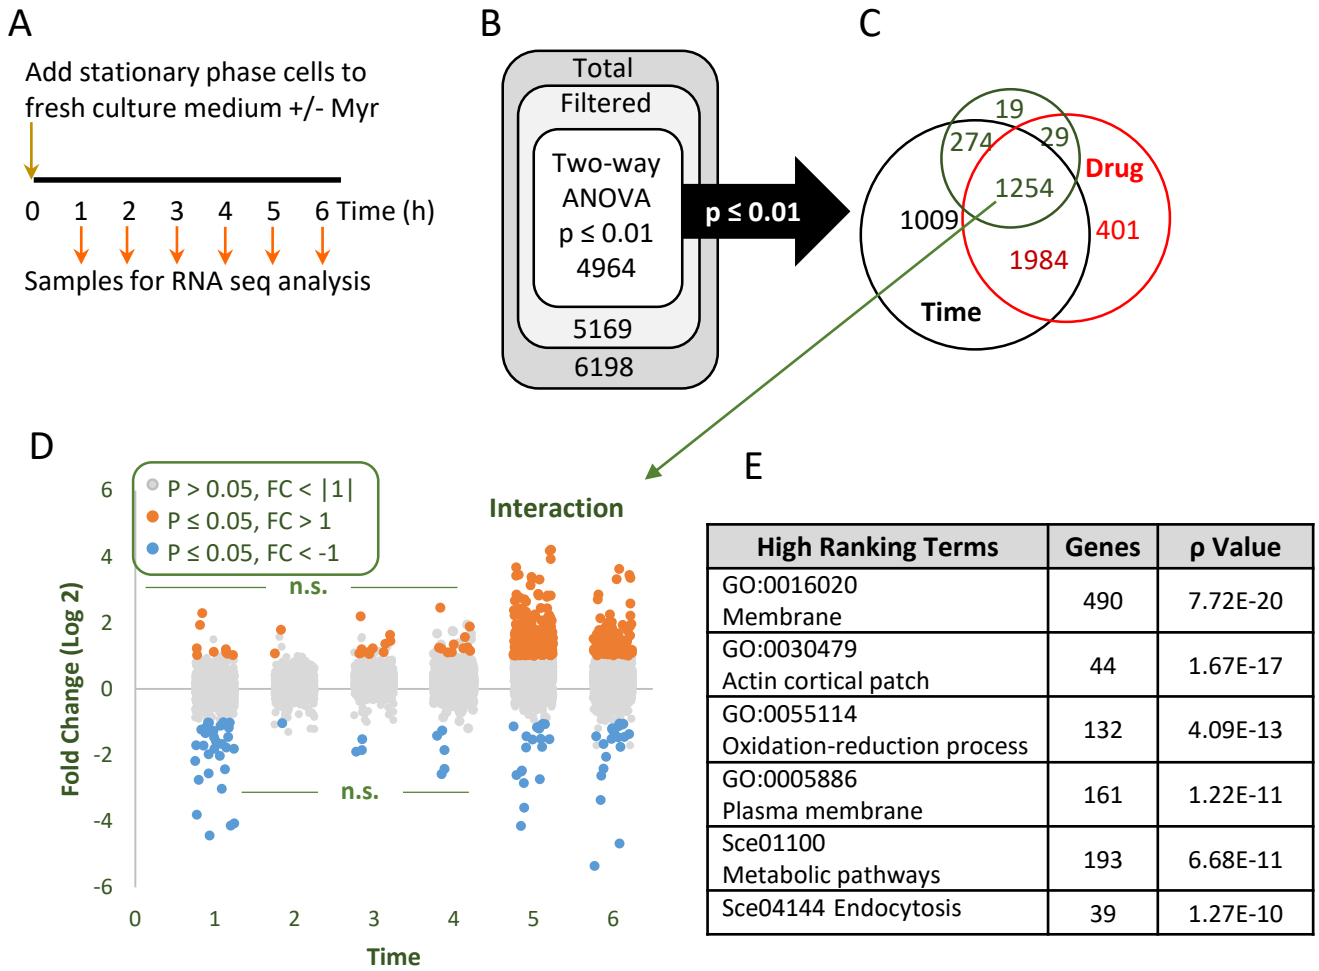 A
Add stationary phase cells to
fresh culture medium +/- Myr
0 1 2 3 4 5 6 Time (h)
Samples for RNA seq analysis
B
Total
Filtered
Two-way
ANOVA
p ≤ 0.01
4964
5169
6198
p ≤ 0.01
C
19
274
29
Drug
1254
1009
401
1984
Time
D
P > 0.05, FC < |1|
P ≤ 0.05, FC > 1
P ≤ 0.05, FC < -1
Interaction
n.s.
n.s.
Fold Change (Log 2)
6
4
2
0
-2
-4
-6
0 1 2 3 4 5 6
Time
E
High Ranking Terms Genes ρ Value
GO:0016020
Membrane 490 7.72E-20
GO:0030479
Actin cortical patch 44 1.67E-17
GO:0055114
Oxidation-reduction process 132 4.09E-13
GO:0005886
Plasma membrane 161 1.22E-11
Sce01100
Metabolic pathways 193 6.68E-11
Sce04144 Endocytosis 39 1.27E-10